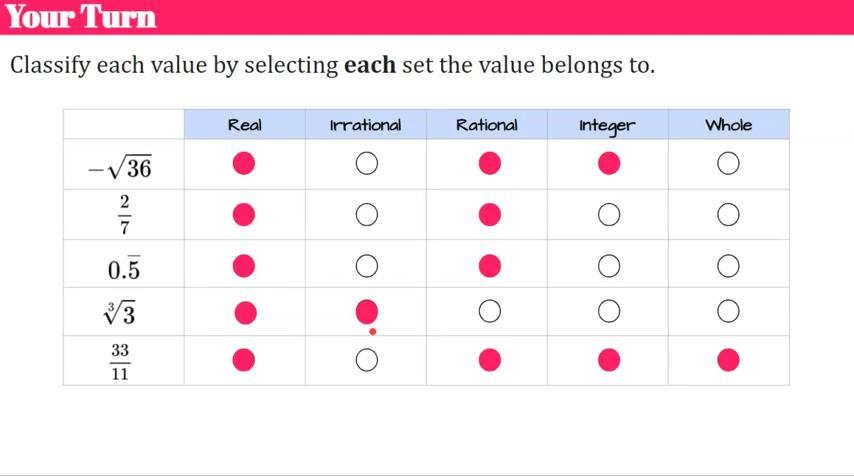 Your Turn
Classify each value by selecting each set the value belongs to.
Real Irrational Rational Integer Whole
−√36
2/7
0.5̅
∛3
33/11